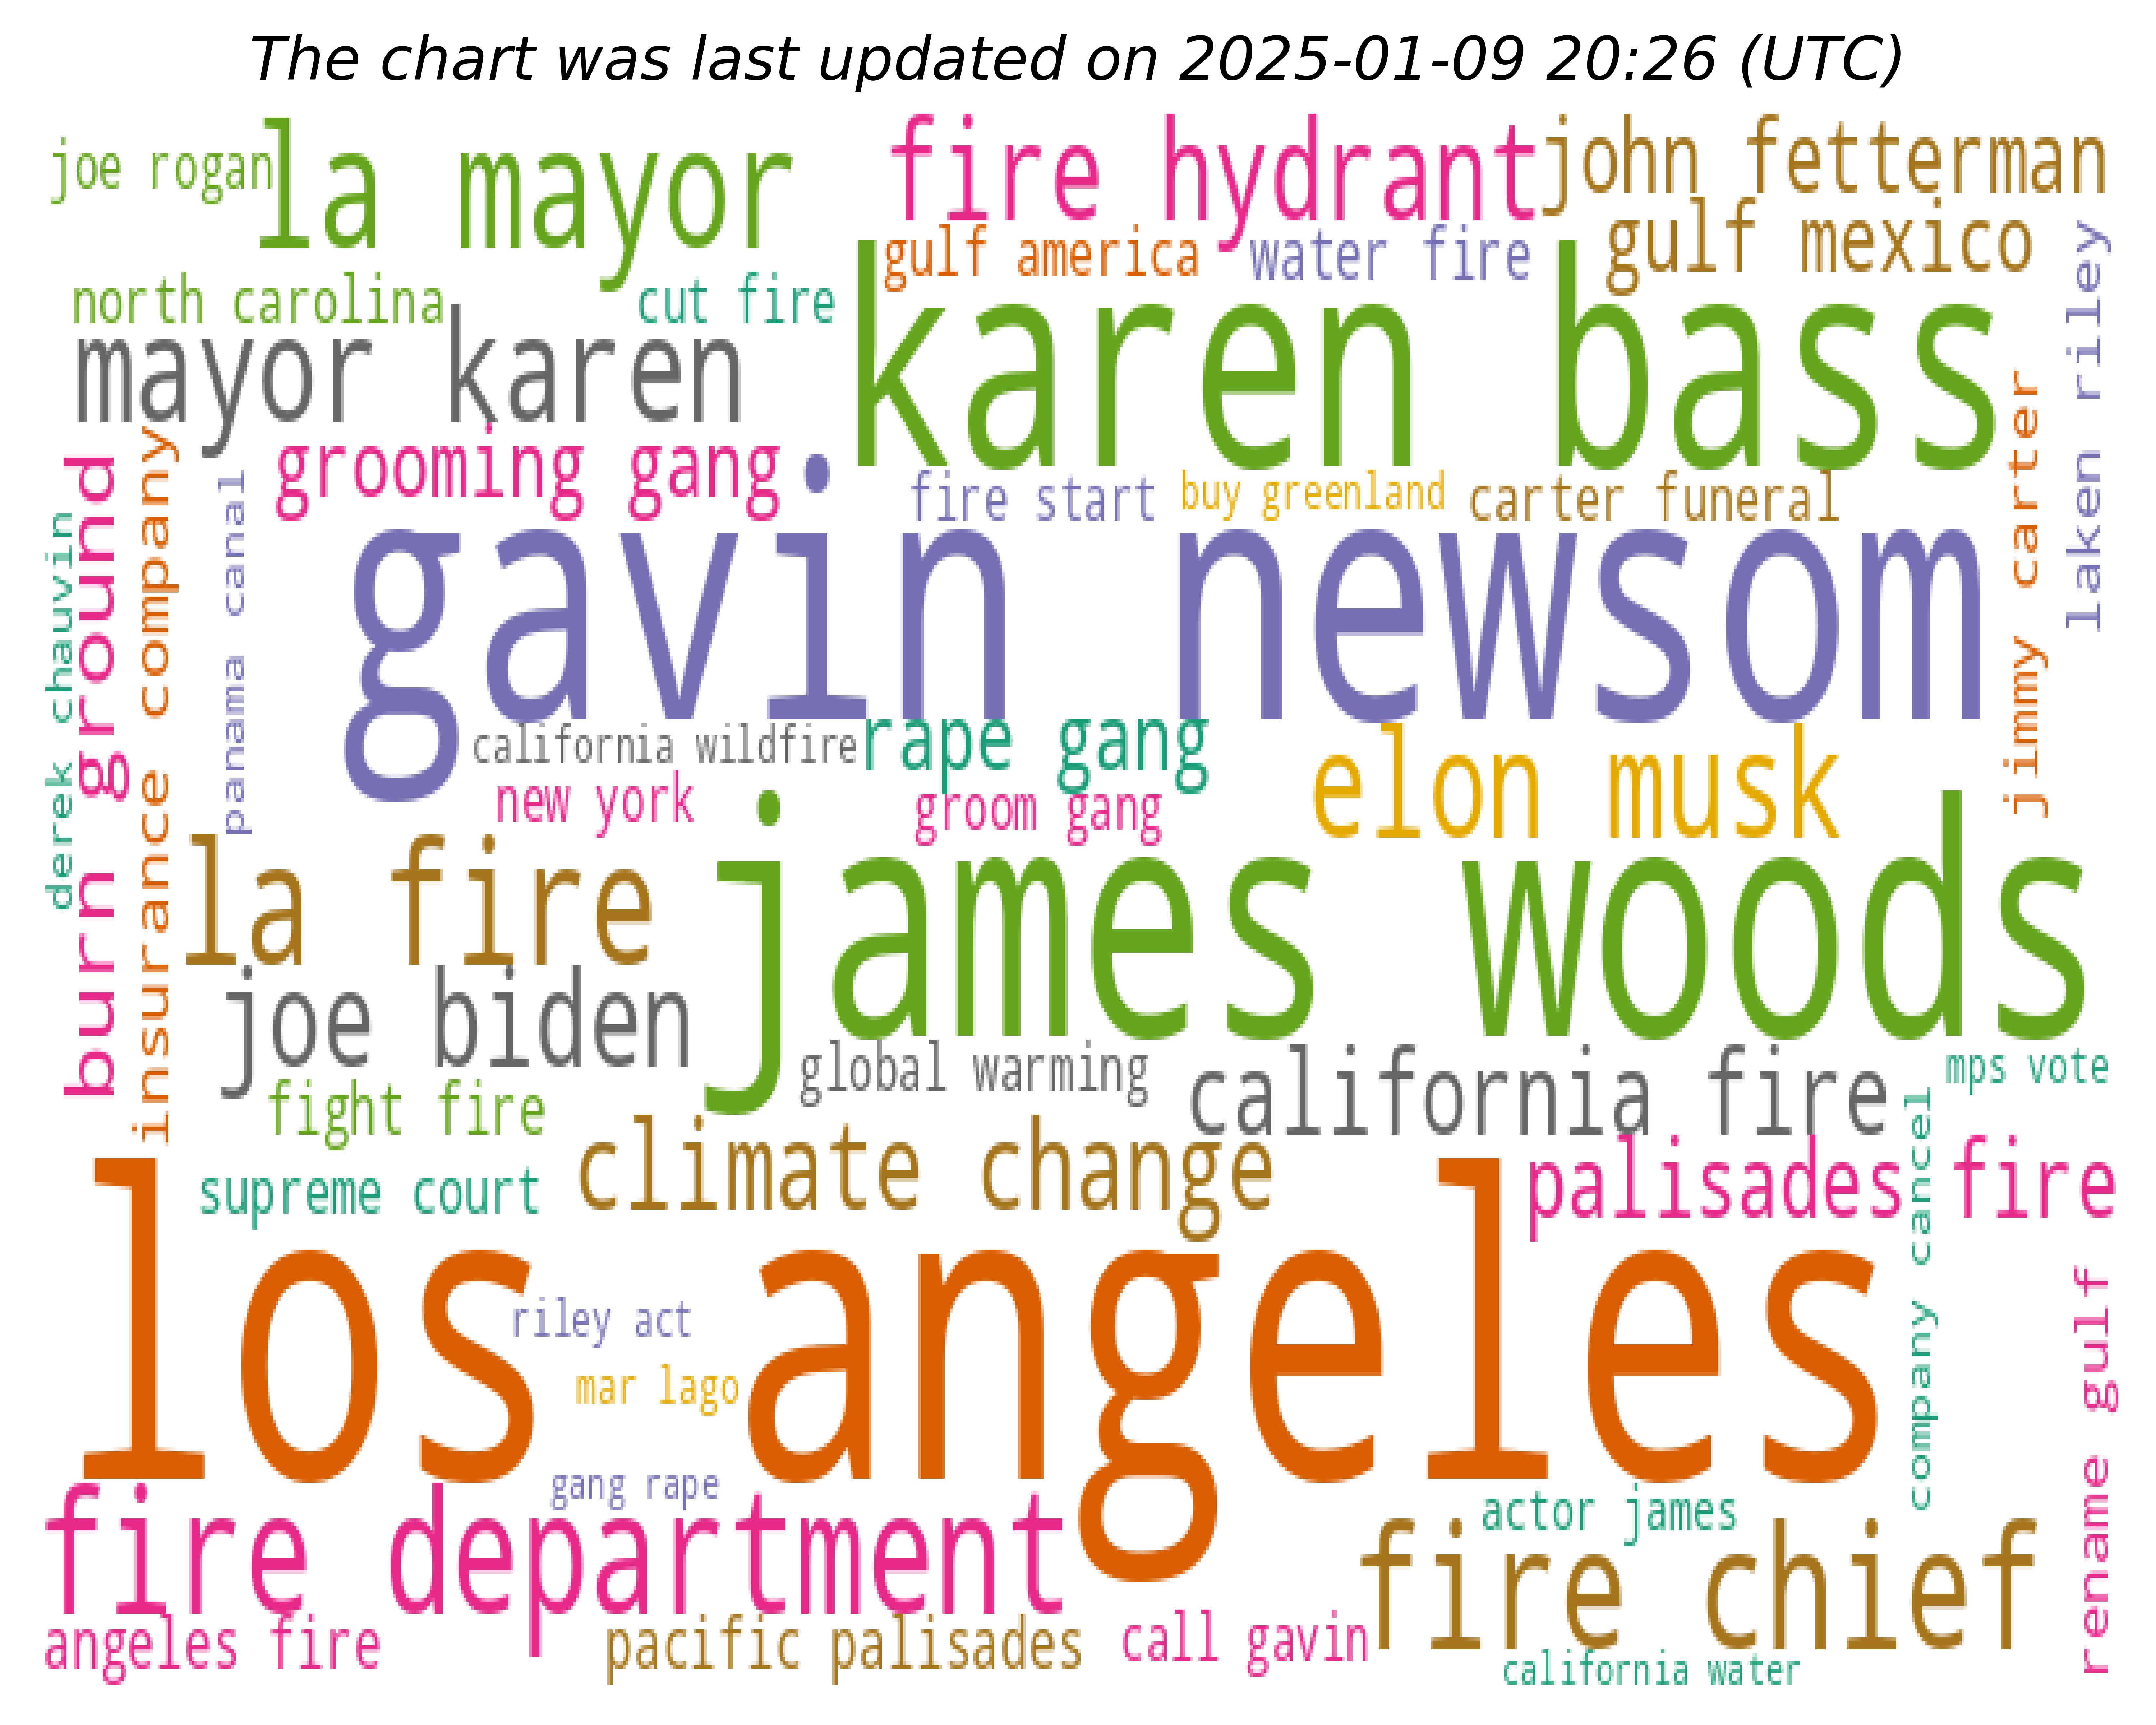 The chart was last updated on 2025-01-09 20:26 (UTC)
joe rogan
la mayor
fire hydrant
john fetterman
gulf america
water fire
gulf mexico
north carolina
cut fire
karen bass
laken riley
mayor karen
grooming gang
fire start
buy greenland
carter funeral
jimmy carter
derek chauvin
burn ground
insurance company
panama canal
gavin newsom
california wildfire
rape gang
elon musk
new york
groom gang
la fire
james woods
joe biden
global warming
california fire
mps vote
fight fire
climate change
palisades fire
supreme court
company cancel
los angeles
riley act
mar lago
rename gulf
gang rape
fire department
actor james
fire chief
angeles fire
pacific palisades
call gavin
california water